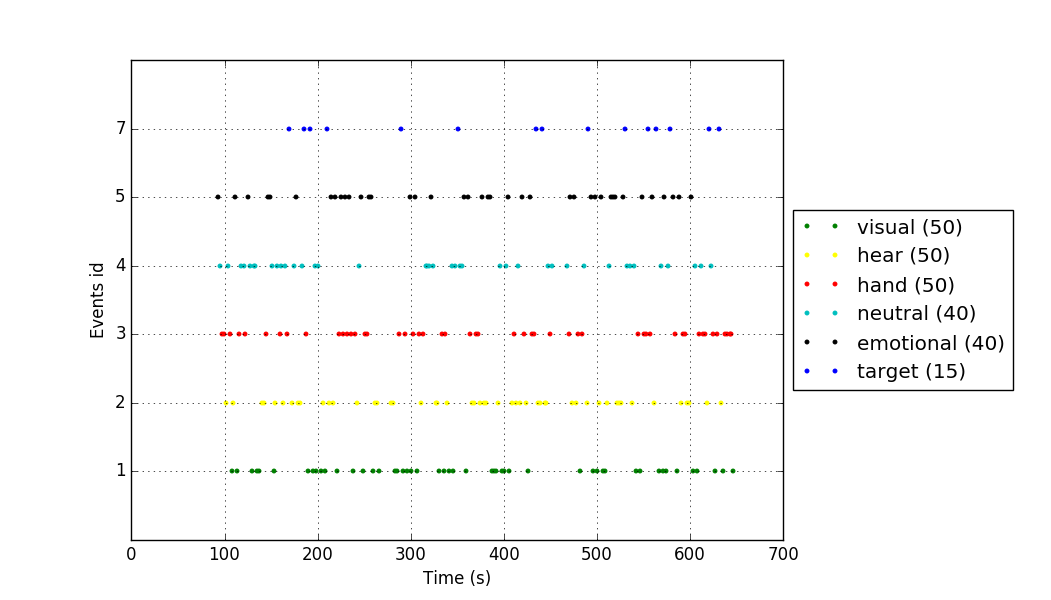 7
5
4
3
2
1
Events id
0 100 200 300 400 500 600 700
Time (s)
visual (50)
hear (50)
hand (50)
neutral (40)
emotional (40)
target (15)